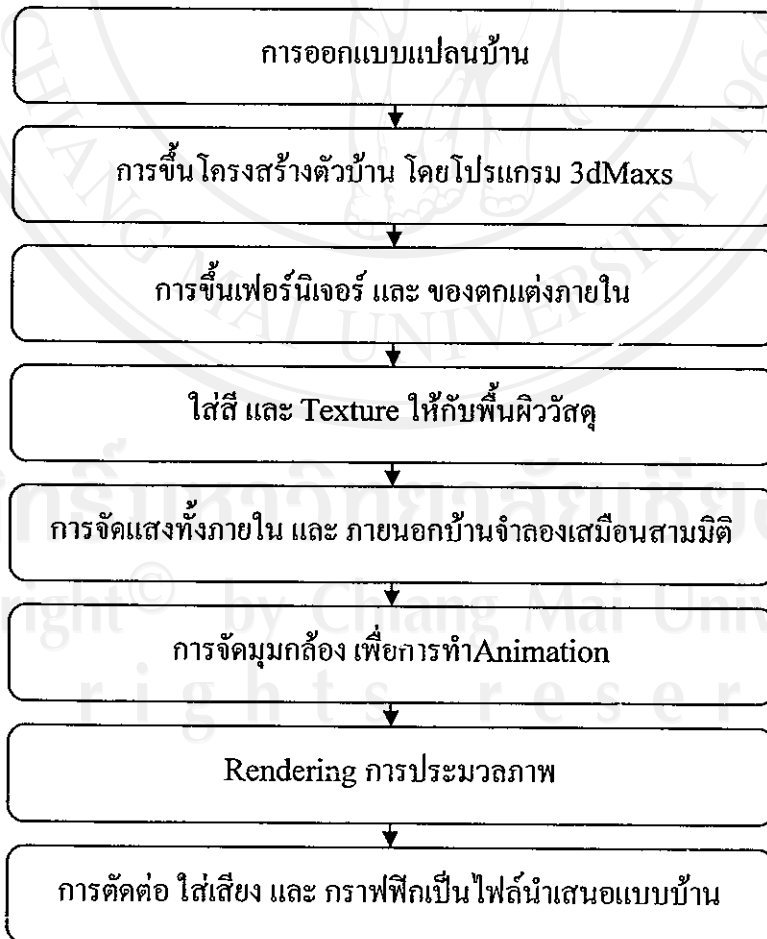 การออกแบบแปลนบ้าน
การขึ้นโครงสร้างตัวบ้าน โดยโปรแกรม 3dMaxs
การขึ้นเฟอร์นิเจอร์ และ ของตกแต่งภายใน
ใส่สี และ Texture ให้กับพื้นผิววัสดุ
การจัดแสงทั้งภายใน และ ภายนอกบ้านจำลองเสมือนสามมิติ
การจัดมุมกล้อง เพื่อการทำAnimation
Rendering การประมวลภาพ
การตัดต่อ ใส่เสียง และ กราฟฟิกเป็นไฟล์นำเสนอแบบบ้าน
CHIANG MAI UNIVERSITY 196
right© by Chiang Mai Univ
rights reser